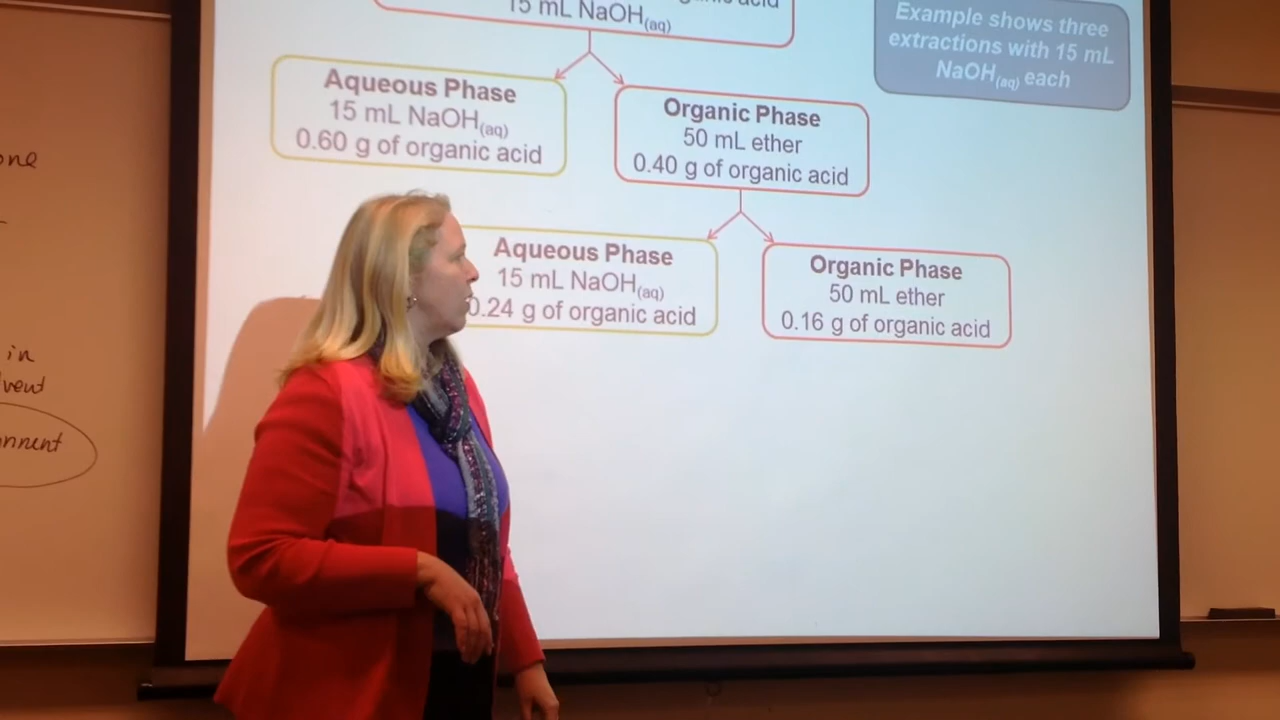 15 mL NaOH(aq)
Example shows three
extractions with 15 mL
NaOH(aq) each
Aqueous Phase
15 mL NaOH(aq)
0.60 g of organic acid
Organic Phase
50 mL ether
0.40 g of organic acid
Aqueous Phase
15 mL NaOH(aq)
0.24 g of organic acid
Organic Phase
50 mL ether
0.16 g of organic acid
in